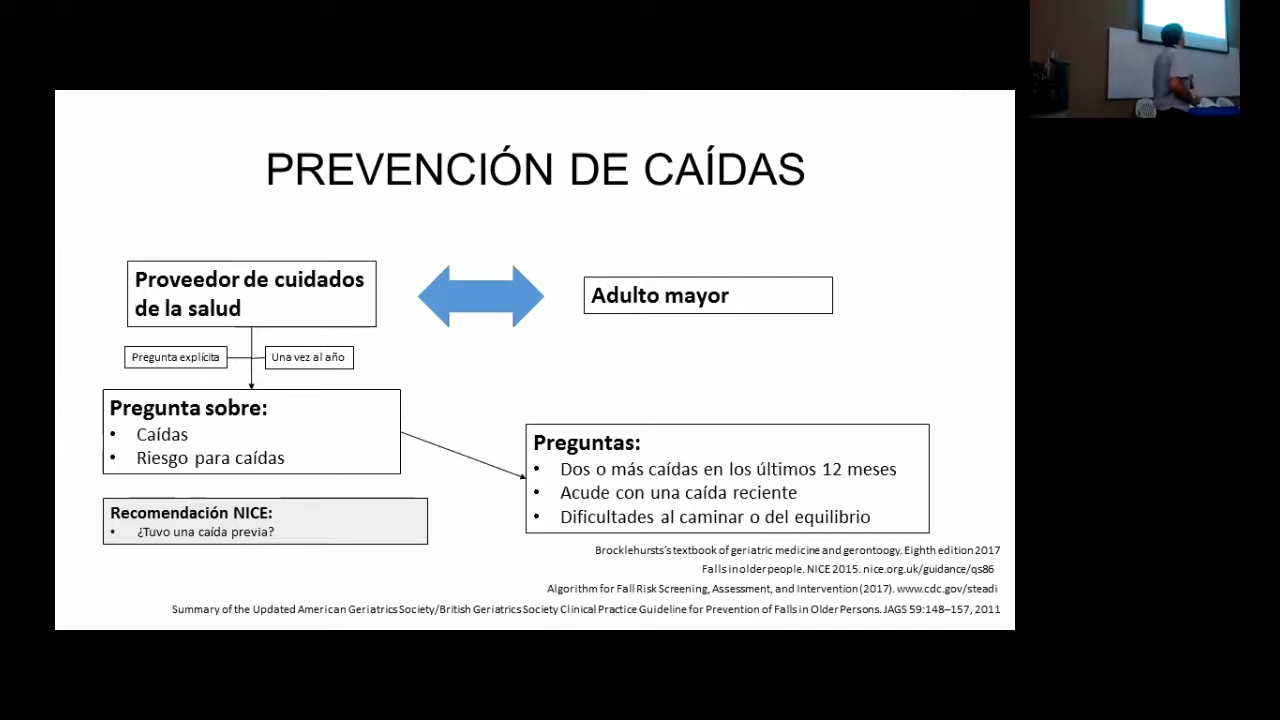 PREVENCIÓN DE CAÍDAS
Proveedor de cuidados
de la salud
Adulto mayor
Pregunta explícita
Una vez al año
Pregunta sobre:
• Caídas
• Riesgo para caídas
Preguntas:
• Dos o más caídas en los últimos 12 meses
• Acude con una caída reciente
• Dificultades al caminar o del equilibrio
Recomendación NICE:
• ¿Tuvo una caída previa?
Brocklehursts's textbook of geriatric medicine and gerontoogy. Eighth edition 2017
Falls in older people. NICE 2015. nice.org.uk/guidance/qs86
Algorithm for Fall Risk Screening, Assessment, and Intervention (2017). www.cdc.gov/steadi
Summary of the Updated American Geriatrics Society/British Geriatrics Society Clinical Practice Guideline for Prevention of Falls in Older Persons. JAGS 59:148–157, 2011